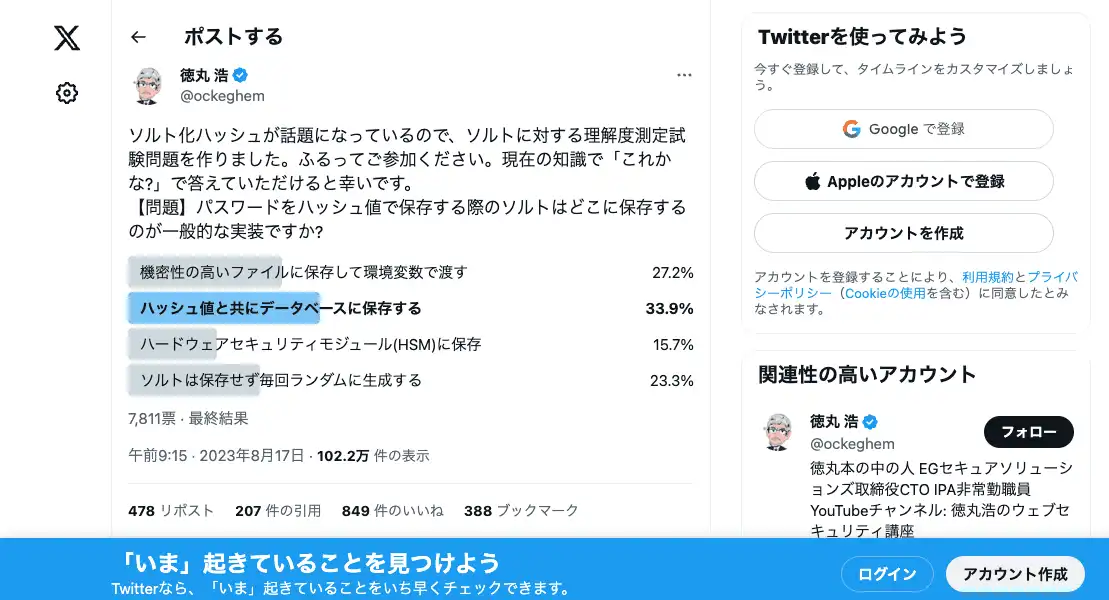 ポストする
徳丸 浩
@ockeghem
ソルト化ハッシュが話題になっているので、ソルトに対する理解度測定試
験問題を作りました。ふるってご参加ください。現在の知識で「これか
な?」で答えていただけると幸いです。
【問題】パスワードをハッシュ値で保存する際のソルトはどこに保存する
のが一般的な実装ですか?
機密性の高いファイルに保存して環境変数で渡す 27.2%
ハッシュ値と共にデータベースに保存する 33.9%
ハードウェアセキュリティモジュール(HSM)に保存 15.7%
ソルトは保存せず毎回ランダムに生成する 23.3%
7,811票 · 最終結果
午前9:15 · 2023年8月17日 · 102.2万 件の表示
478 リポスト 207 件の引用 849 件のいいね 388 ブックマーク
Twitterを使ってみよう
今すぐ登録して、タイムラインをカスタマイズしましょ
う。
Google で登録
Appleのアカウントで登録
アカウントを作成
アカウントを登録することにより、利用規約とプライバ
シーポリシー（Cookieの使用を含む）に同意したとみ
なされます。
関連性の高いアカウント
徳丸 浩
@ockeghem
フォロー
徳丸本の中の人 EGセキュアソリューシ
ョンズ取締役CTO IPA非常勤職員
YouTubeチャンネル: 徳丸浩のウェブセ
キュリティ講座
「いま」起きていることを見つけよう
Twitterなら、「いま」起きていることをいち早くチェックできます。
ログイン
アカウント作成